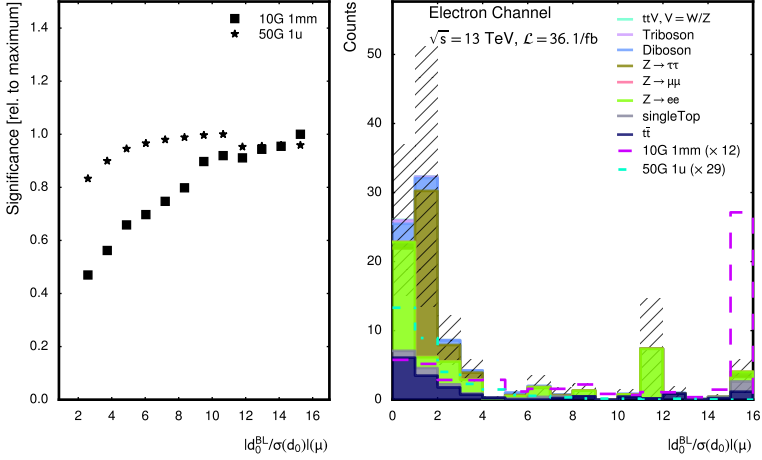 Significance [rel. to maximum]
1.4
1.2
1.0
0.8
0.6
0.4
0.2
0.0
10G 1mm
50G 1u
2 4 6 8 10 12 14 16
|d₀ᴮᴸ/σ(d₀)|(μ)
Counts
50
40
30
20
10
0
Electron Channel
√s = 13 TeV, ℒ = 36.1/fb
ttV, V = W/Z
Triboson
Diboson
Z → ττ
Z → μμ
Z → ee
singleTop
tt̄
10G 1mm (× 12)
50G 1u (× 29)
0 2 4 6 8 10 12 14 16
|d₀ᴮᴸ/σ(d₀)|(μ)